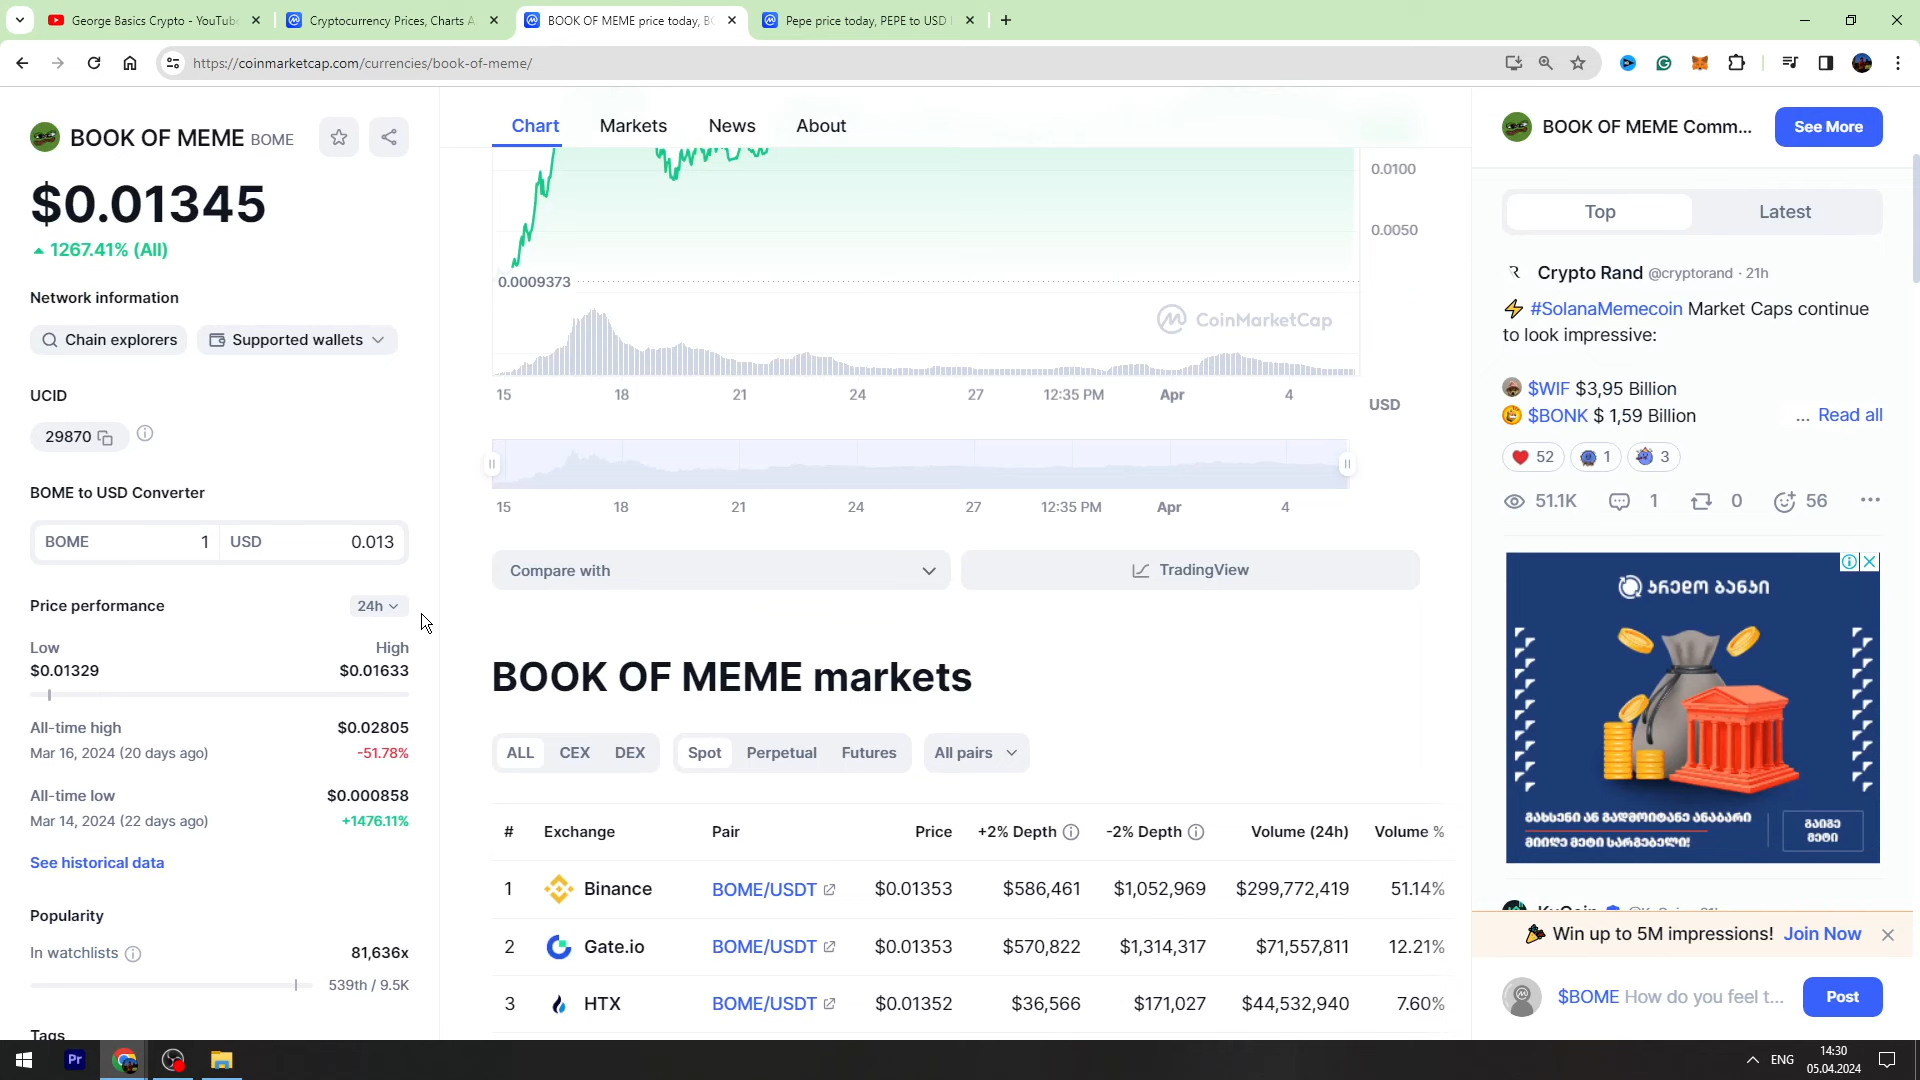 George Basics Crypto - YouTub
Cryptocurrency Prices, Charts A
BOOK OF MEME price today, BO
Pepe price today, PEPE to USD
https://coinmarketcap.com/currencies/book-of-meme/
BOOK OF MEME BOME
$0.01345
1267.41% (All)
Network information
Chain explorers
Supported wallets
UCID
29870
BOME to USD Converter
BOME 1 USD 0.013
Price performance 24h
Low High
$0.01329 $0.01633
All-time high $0.02805
Mar 16, 2024 (20 days ago) -51.78%
All-time low $0.000858
Mar 14, 2024 (22 days ago) +1476.11%
See historical data
Popularity
In watchlists 81,636x
539th / 9.5K
Tags
Chart Markets News About
0.0100
0.0050
0.0009373
CoinMarketCap
15 18 21 24 27 12:35 PM Apr 4
USD
15 18 21 24 27 12:35 PM Apr 4
Compare with
TradingView
BOOK OF MEME markets
ALL CEX DEX Spot Perpetual Futures All pairs
# Exchange Pair Price +2% Depth -2% Depth Volume (24h) Volume %
1 Binance BOME/USDT $0.01353 $586,461 $1,052,969 $299,772,419 51.14%
2 Gate.io BOME/USDT $0.01353 $570,822 $1,314,317 $71,557,811 12.21%
3 HTX BOME/USDT $0.01352 $36,566 $171,027 $44,532,940 7.60%
BOOK OF MEME Comm... See More
Top Latest
Crypto Rand @cryptorand · 21h
#SolanaMemecoin Market Caps continue
to look impressive:
$WIF $3,95 Billion
$BONK $ 1,59 Billion ... Read all
52 1 3
51.1K 1 0 56
კრედო ბანკი
გახსენი ან გადმოიტანე ანაბარი
მიიღე მეტი სარგებელი!
გაიგე
მეტი
Win up to 5M impressions! Join Now
$BOME How do you feel t... Post
Pr
ENG
14:30
05.04.2024